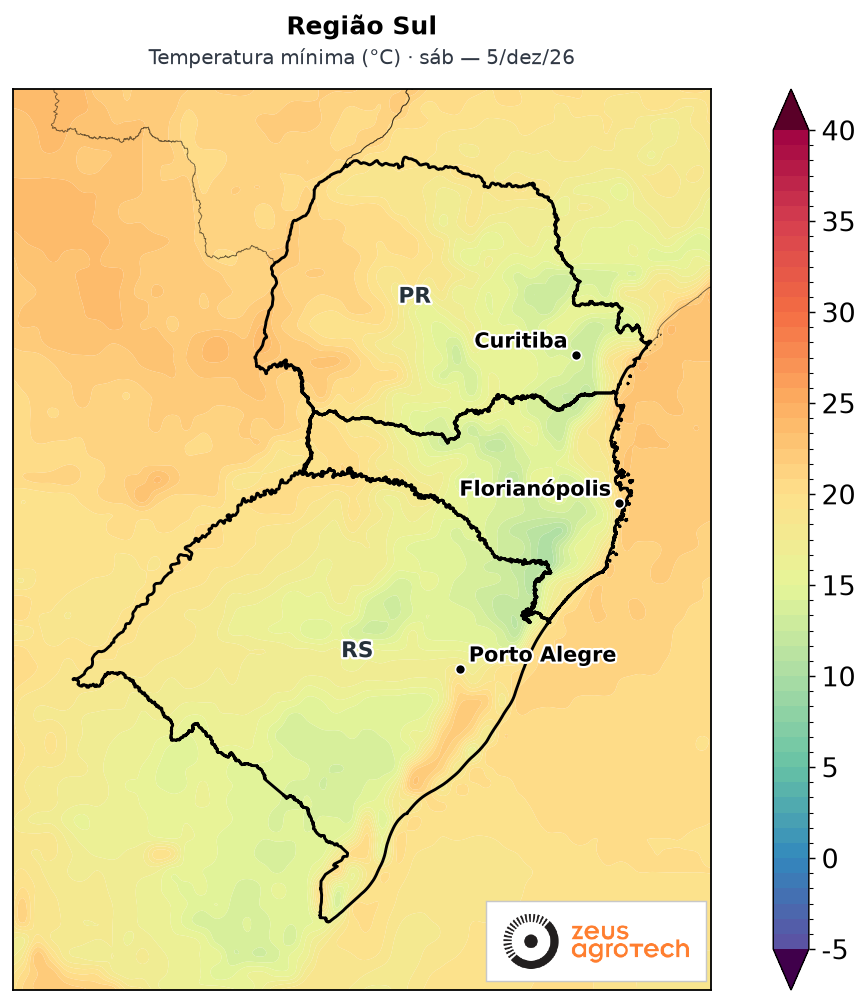 Região Sul
Temperatura mínima (°C) · sáb — 5/dez/26
40
35
30
25
20
15
10
5
0
-5
PR
Curitiba
Florianópolis
RS
Porto Alegre
zeus
agrotech